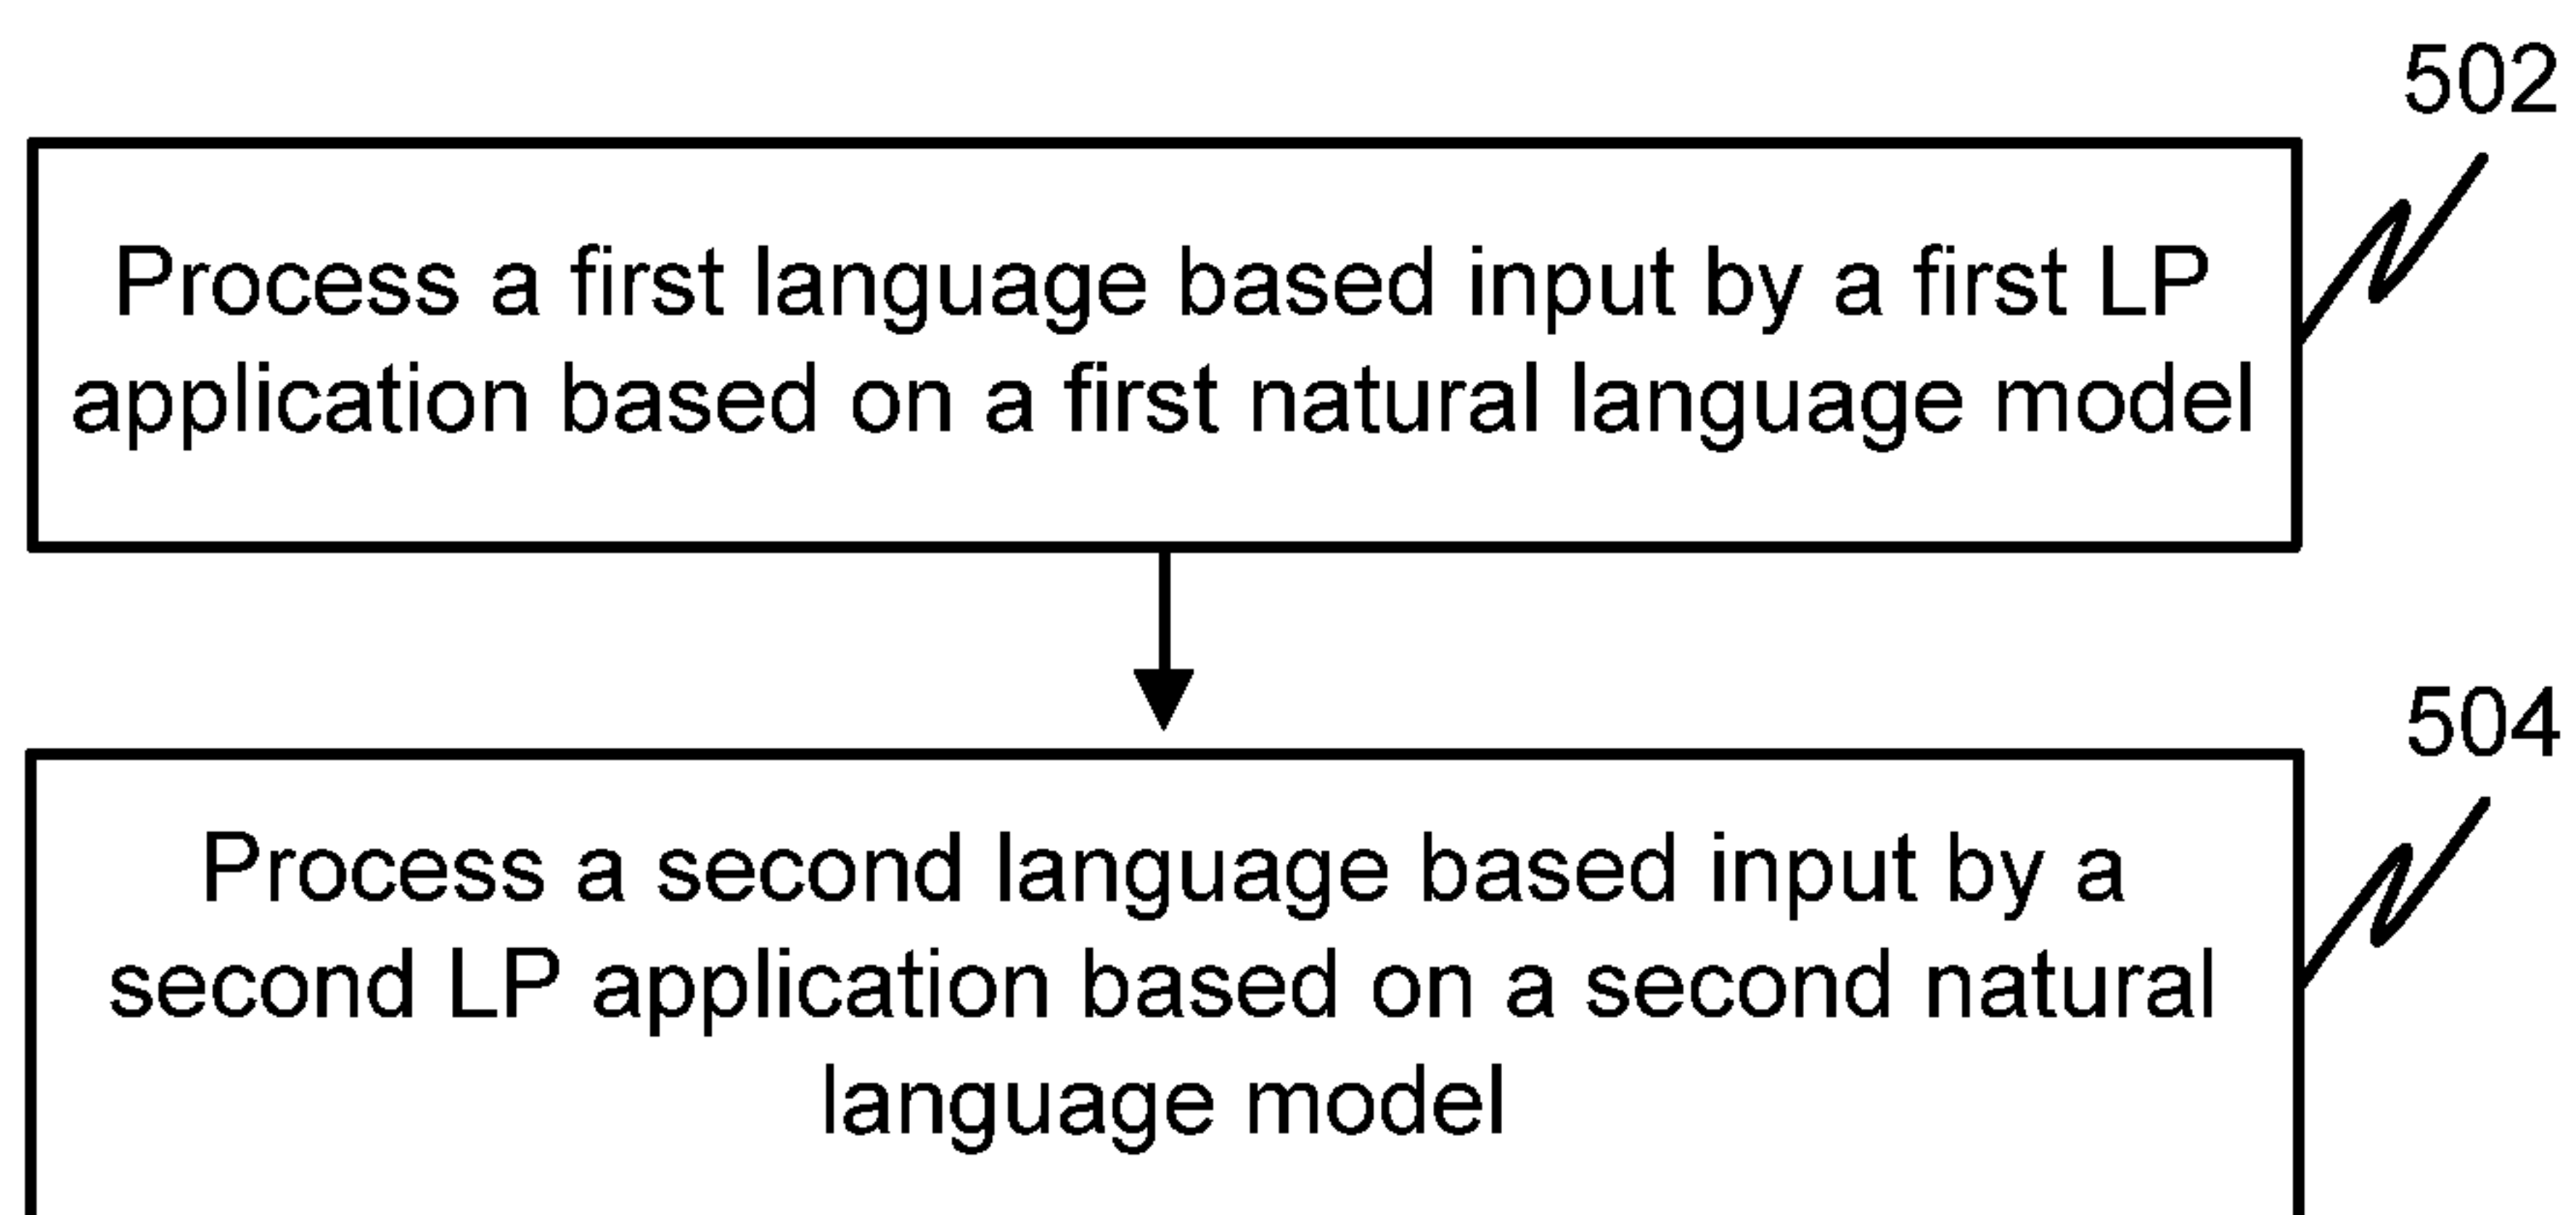 502
Process a first language based input by a first LP
application based on a first natural language model
504
Process a second language based input by a
second LP application based on a second natural
language model